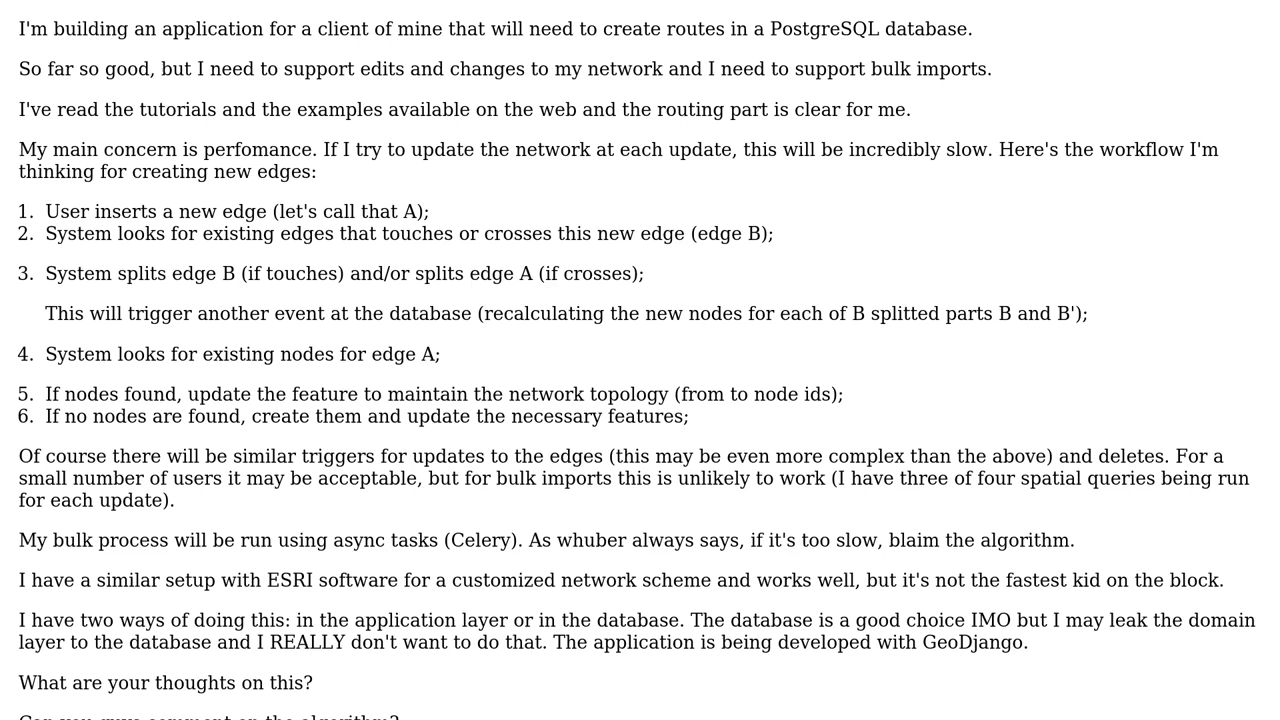 I'm building an application for a client of mine that will need to create routes in a PostgreSQL database.
So far so good, but I need to support edits and changes to my network and I need to support bulk imports.
I've read the tutorials and the examples available on the web and the routing part is clear for me.
My main concern is perfomance. If I try to update the network at each update, this will be incredibly slow. Here's the workflow I'm
thinking for creating new edges:
1. User inserts a new edge (let's call that A);
2. System looks for existing edges that touches or crosses this new edge (edge B);
3. System splits edge B (if touches) and/or splits edge A (if crosses);
This will trigger another event at the database (recalculating the new nodes for each of B splitted parts B and B');
4. System looks for existing nodes for edge A;
5. If nodes found, update the feature to maintain the network topology (from to node ids);
6. If no nodes are found, create them and update the necessary features;
Of course there will be similar triggers for updates to the edges (this may be even more complex than the above) and deletes. For a
small number of users it may be acceptable, but for bulk imports this is unlikely to work (I have three of four spatial queries being run
for each update).
My bulk process will be run using async tasks (Celery). As whuber always says, if it's too slow, blaim the algorithm.
I have a similar setup with ESRI software for a customized network scheme and works well, but it's not the fastest kid on the block.
I have two ways of doing this: in the application layer or in the database. The database is a good choice IMO but I may leak the domain
layer to the database and I REALLY don't want to do that. The application is being developed with GeoDjango.
What are your thoughts on this?